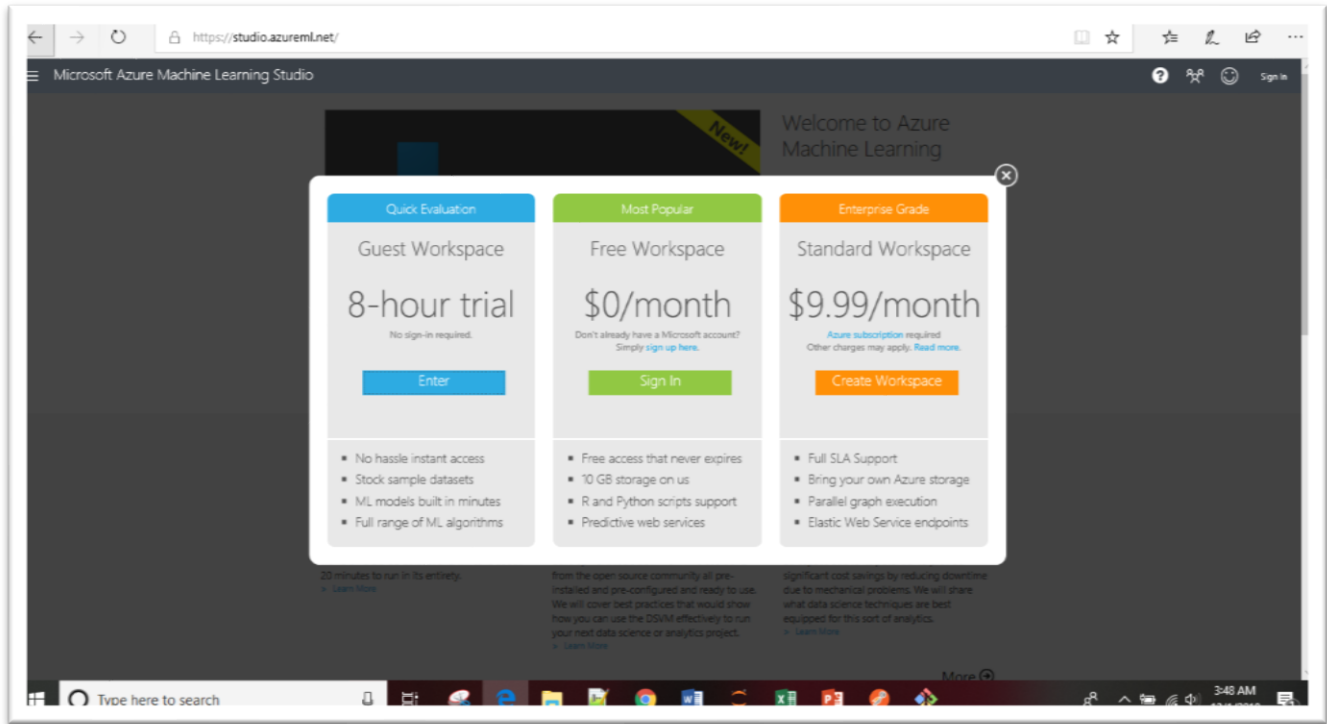 https://studio.azureml.net/
Microsoft Azure Machine Learning Studio
Sign In
New!
Welcome to Azure
Machine Learning
Quick Evaluation
Guest Workspace
8-hour trial
No sign-in required.
Enter
No hassle instant access
Stock sample datasets
ML models built in minutes
Full range of ML algorithms
Most Popular
Free Workspace
$0/month
Don't already have a Microsoft account?
Simply sign up here.
Sign In
Free access that never expires
10 GB storage on us
R and Python scripts support
Predictive web services
Enterprise Grade
Standard Workspace
$9.99/month
Azure subscription required
Other charges may apply. Read more.
Create Workspace
Full SLA Support
Bring your own Azure storage
Parallel graph execution
Elastic Web Service endpoints
20 minutes to run in its entirety.
» Learn More
from the open source community all pre-
installed and pre-configured and ready to use.
We will cover best practices that would show
how you can use the DSVM effectively to run
your next data science or analytics project.
» Learn More
significant cost savings by reducing downtime
due to mechanical problems. We will share
what data science techniques are best
equipped for this sort of analytics.
» Learn More
More
Type here to search
3:48 AM